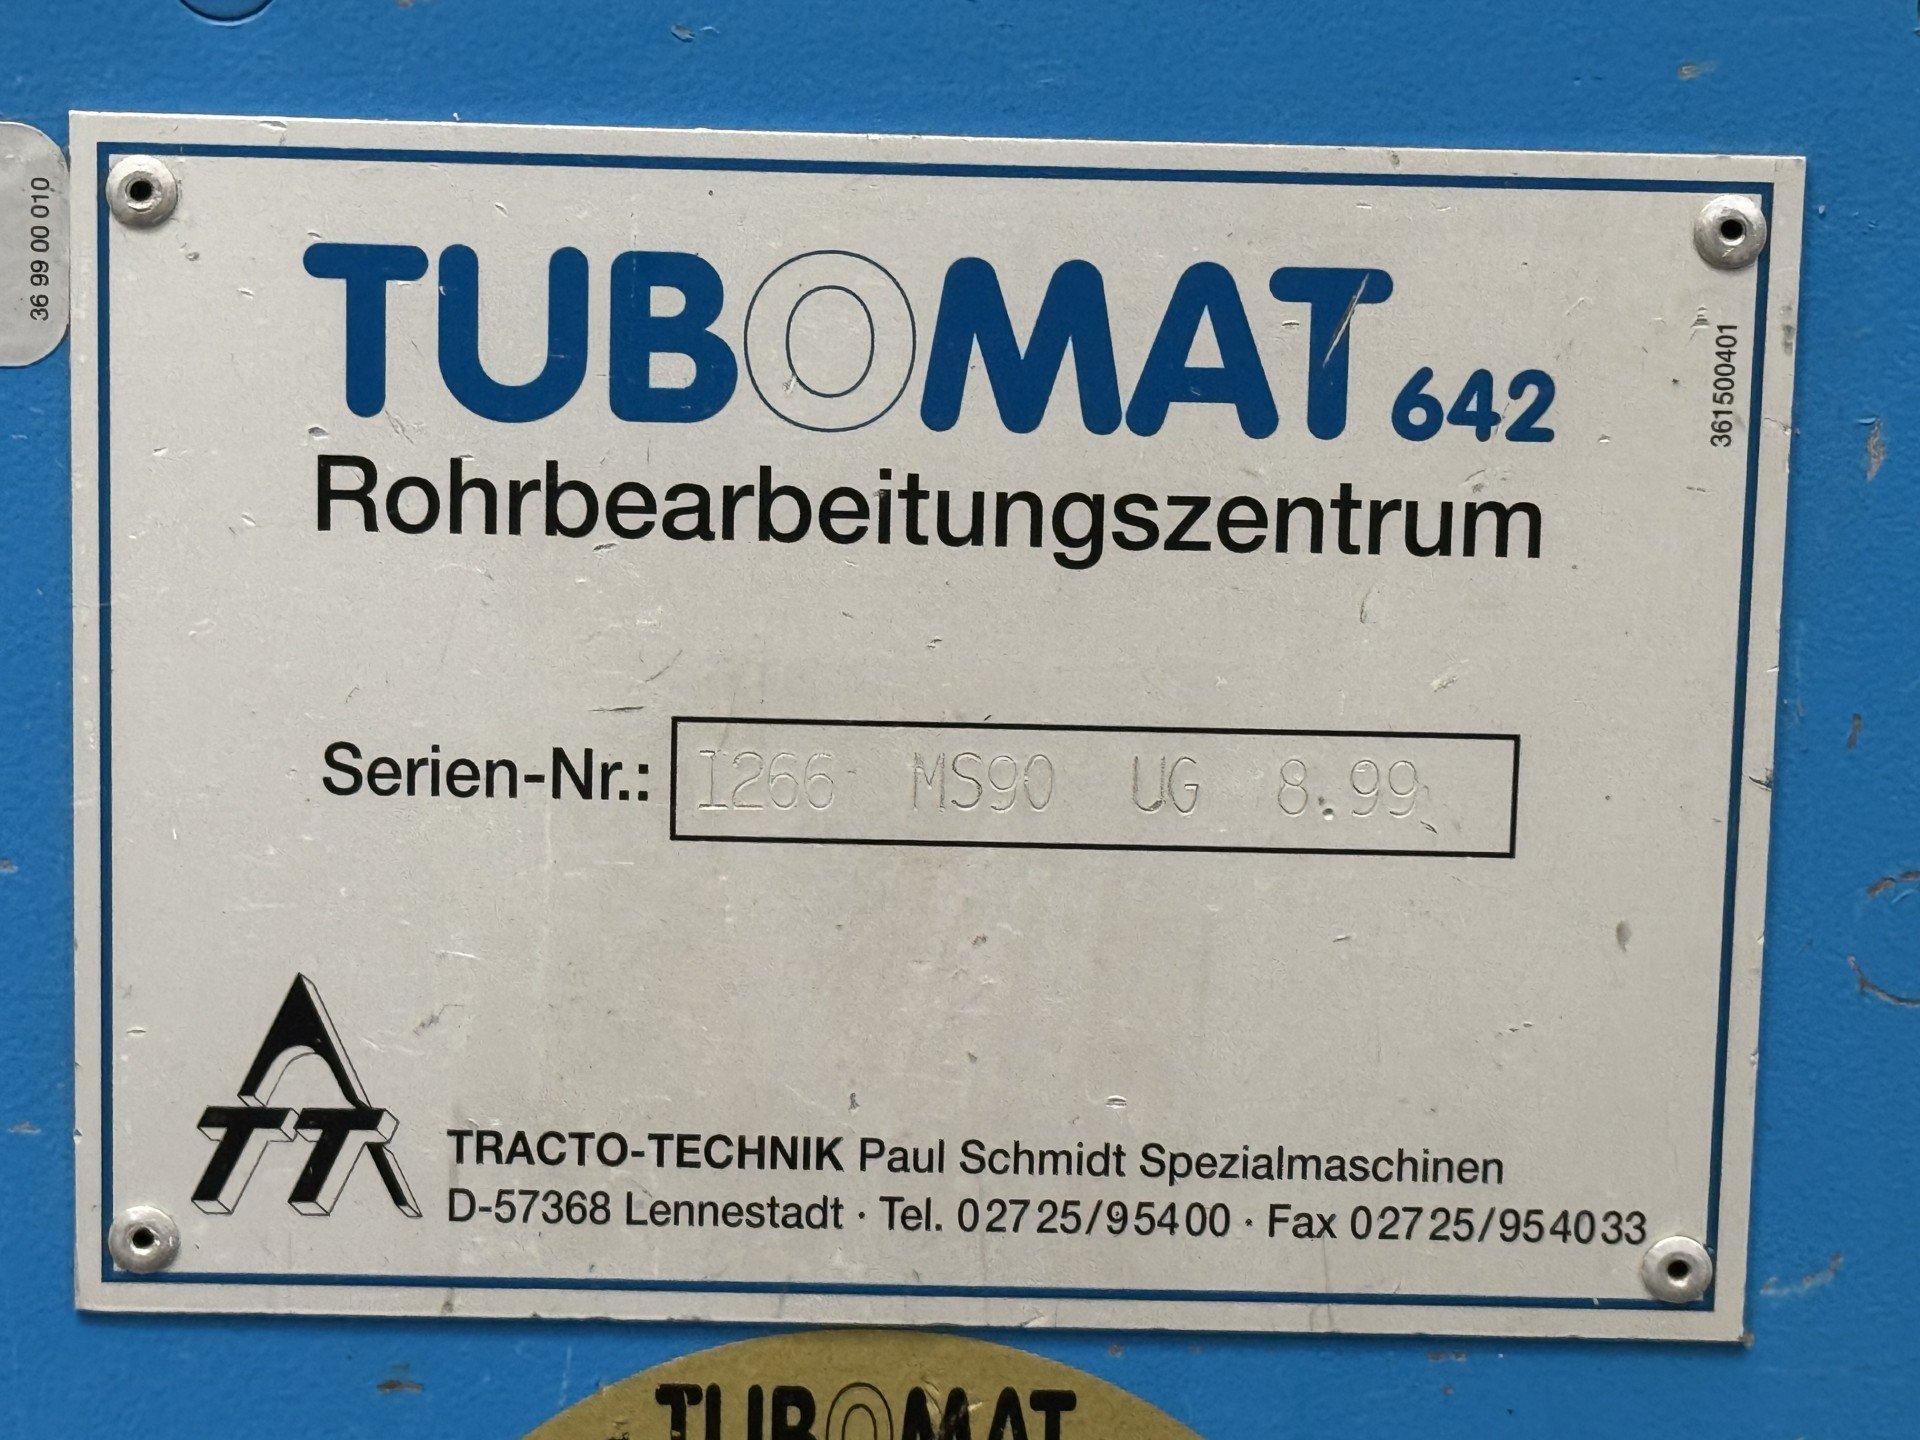 36 99 00 010
TUBOMAT 642
361500401
Rohrbearbeitungszentrum
Serien-Nr.: 1266 MS90 UG 8.99
TT
TRACTO-TECHNIK Paul Schmidt Spezialmaschinen
D-57368 Lennestadt · Tel. 02725/95400 · Fax 02725/954033
TUBOMAT